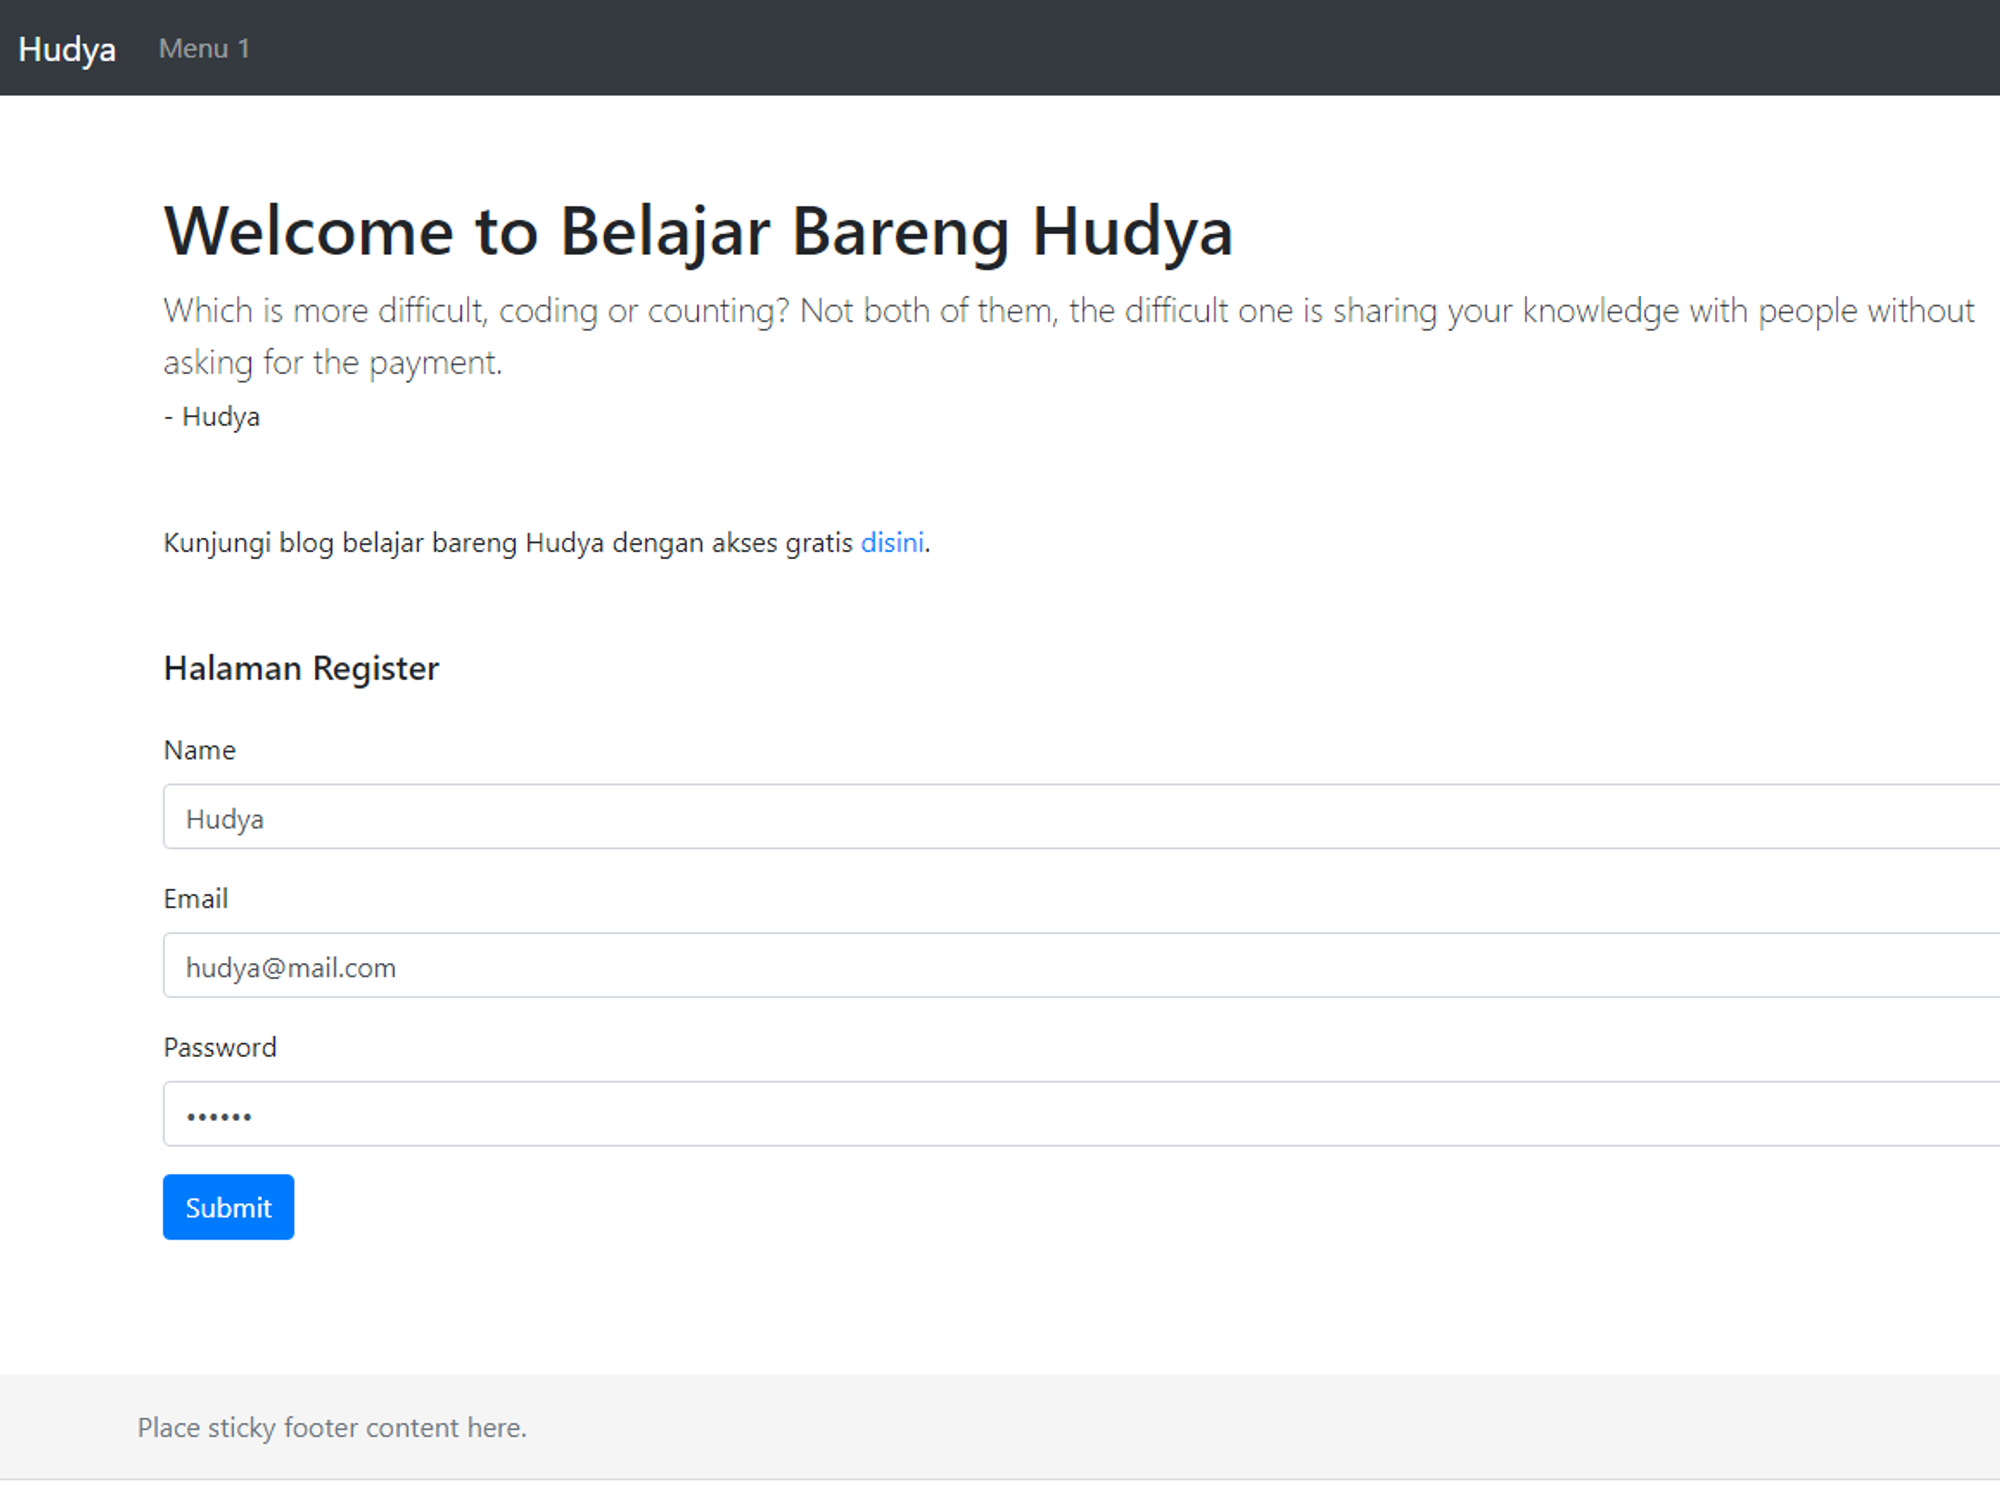 Hudya Menu 1
Welcome to Belajar Bareng Hudya
Which is more difficult, coding or counting? Not both of them, the difficult one is sharing your knowledge with people without
asking for the payment.
- Hudya
Kunjungi blog belajar bareng Hudya dengan akses gratis disini.
Halaman Register
Name
Hudya
Email
hudya@mail.com
Password
••••••
Submit
Place sticky footer content here.